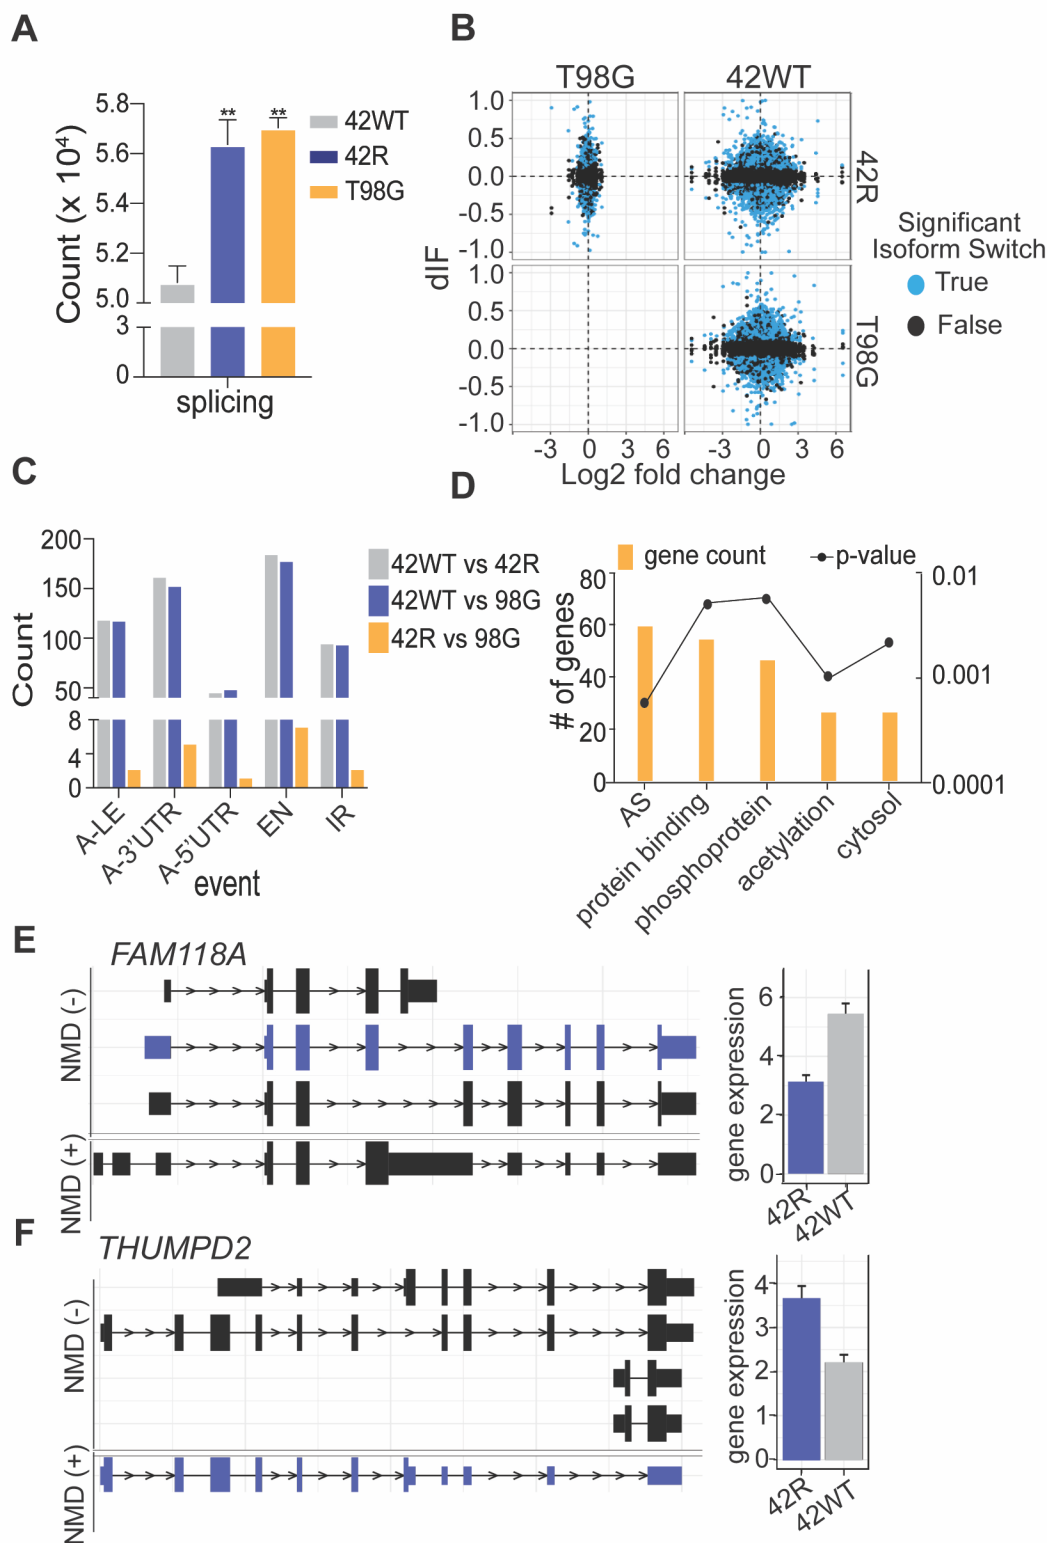 A
5.8
5.6
5.4
5.2
5.0
3
0
Count (x 10⁴)
**
**
42WT
42R
T98G
splicing
B
T98G
42WT
1.0
0.5
0.0
-0.5
-1.0
1.0
0.5
0.0
-0.5
-1.0
dIF
42R
T98G
-3
0
3
6
-3
0
3
6
Log2 fold change
Significant
Isoform Switch
True
False
C
200
150
100
50
8
4
0
Count
42WT vs 42R
42WT vs 98G
42R vs 98G
A-LE
A-3'UTR
A-5'UTR
EN
IR
event
D
gene count
p-value
80
60
40
20
0
# of genes
0.01
0.001
0.0001
AS
protein binding
phosphoprotein
acetylation
cytosol
E
FAM118A
NMD (-)
NMD (+)
gene expression
6
4
2
0
42R
42WT
F
THUMPD2
NMD (-)
NMD (+)
gene expression
4
3
2
1
0
42R
42WT